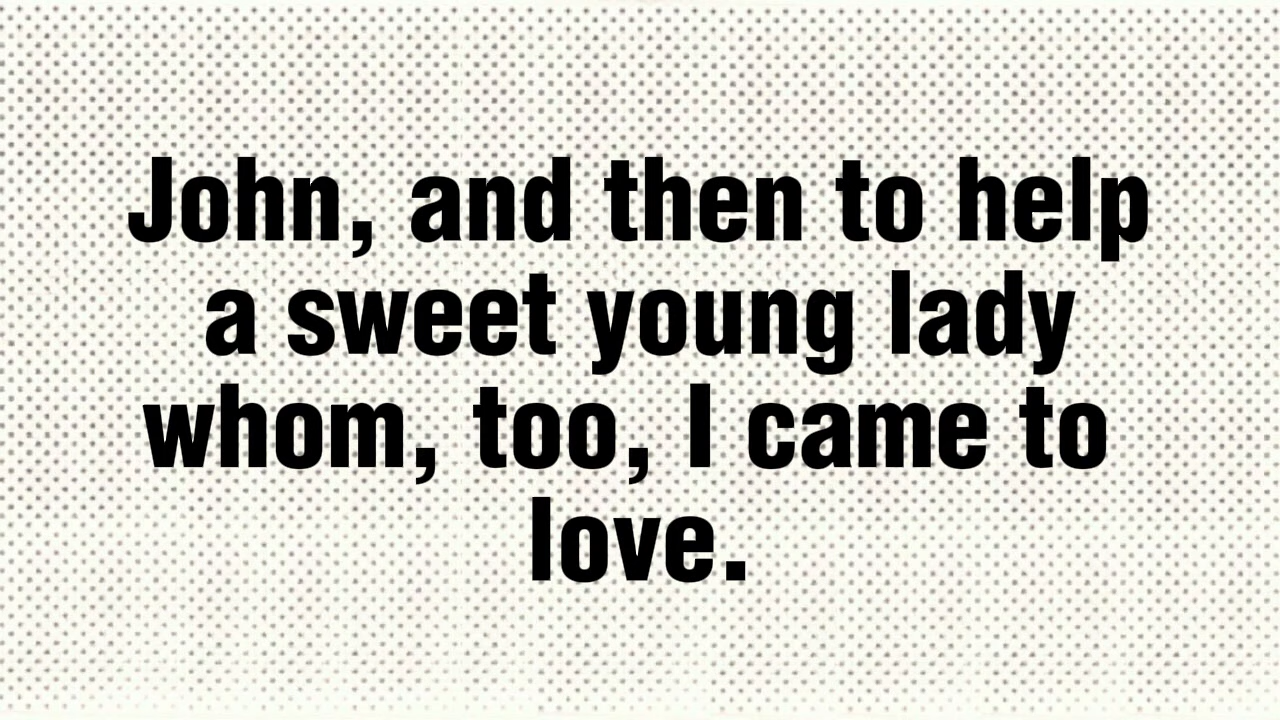 John, and then to help
a sweet young lady
whom, too, I came to
love.